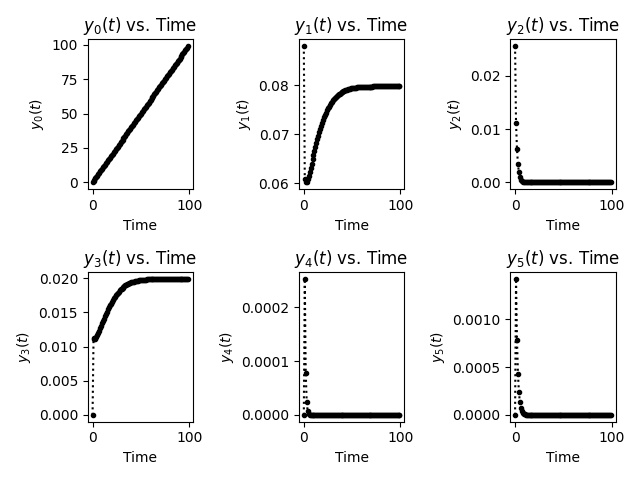 y₀(t) vs. Time
y₁(t) vs. Time
y₂(t) vs. Time
100
75
50
25
0
y₀(t)
0
100
Time
0.08
0.07
0.06
y₁(t)
0
100
Time
0.02
0.01
0.00
y₂(t)
0
100
Time
y₃(t) vs. Time
y₄(t) vs. Time
y₅(t) vs. Time
0.020
0.015
0.010
0.005
0.000
y₃(t)
0
100
Time
0.0002
0.0001
0.0000
y₄(t)
0
100
Time
0.0010
0.0005
0.0000
y₅(t)
0
100
Time